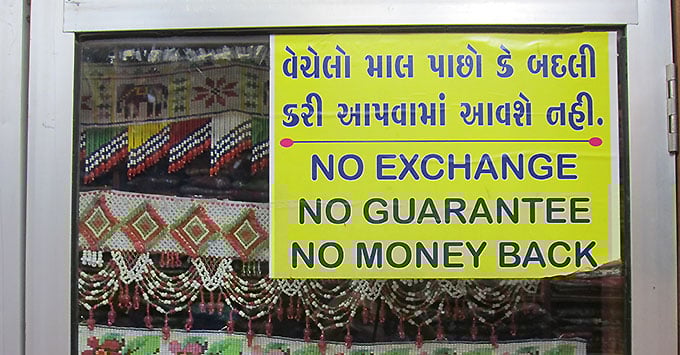 વેચેલો માલ પાછો કે બદલી
કરી આપવામાં આવશે નહી.
NO EXCHANGE
NO GUARANTEE
NO MONEY BACK